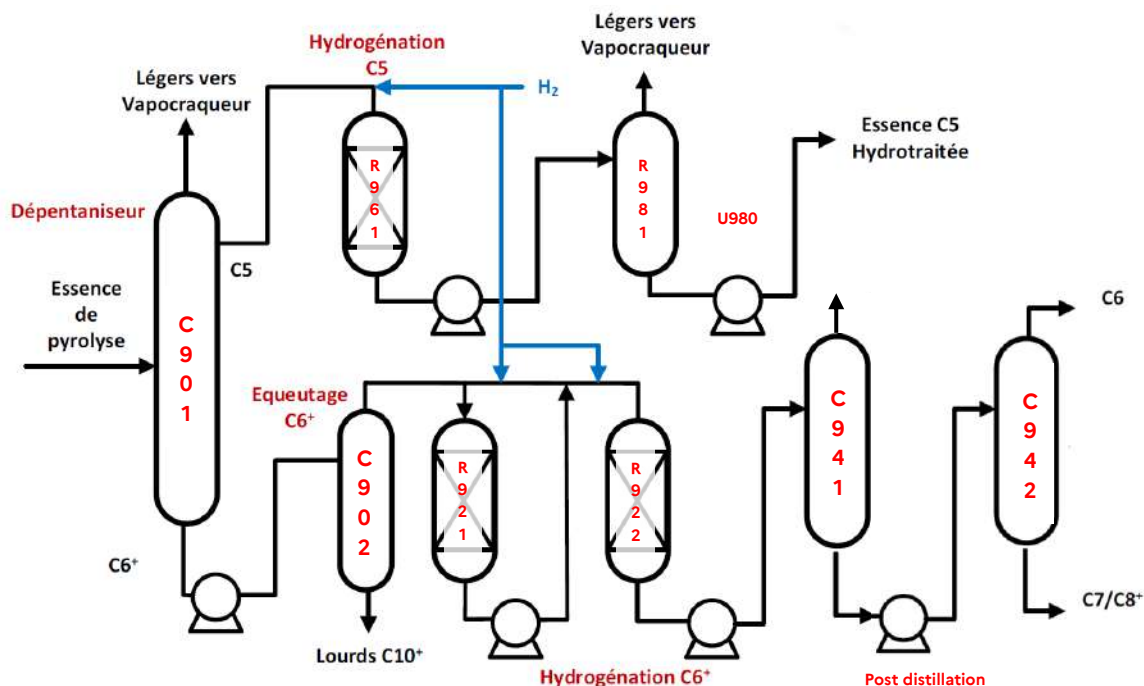 Hydrogénation
C5
Légers vers
Vapocraqueur
Légers vers
Vapocraqueur
H₂
Essence C5
Hydrotraitée
R
9
6
1
R
9
8
1
U980
Dépentaniseur
C5
Essence
de
pyrolyse
C
9
0
1
C6
Equeutage
C6⁺
C
9
0
2
R
9
2
1
R
9
2
2
C
9
4
1
C
9
4
2
C6⁺
C7/C8⁺
Lourds C10⁺
Hydrogénation C6⁺
Post distillation